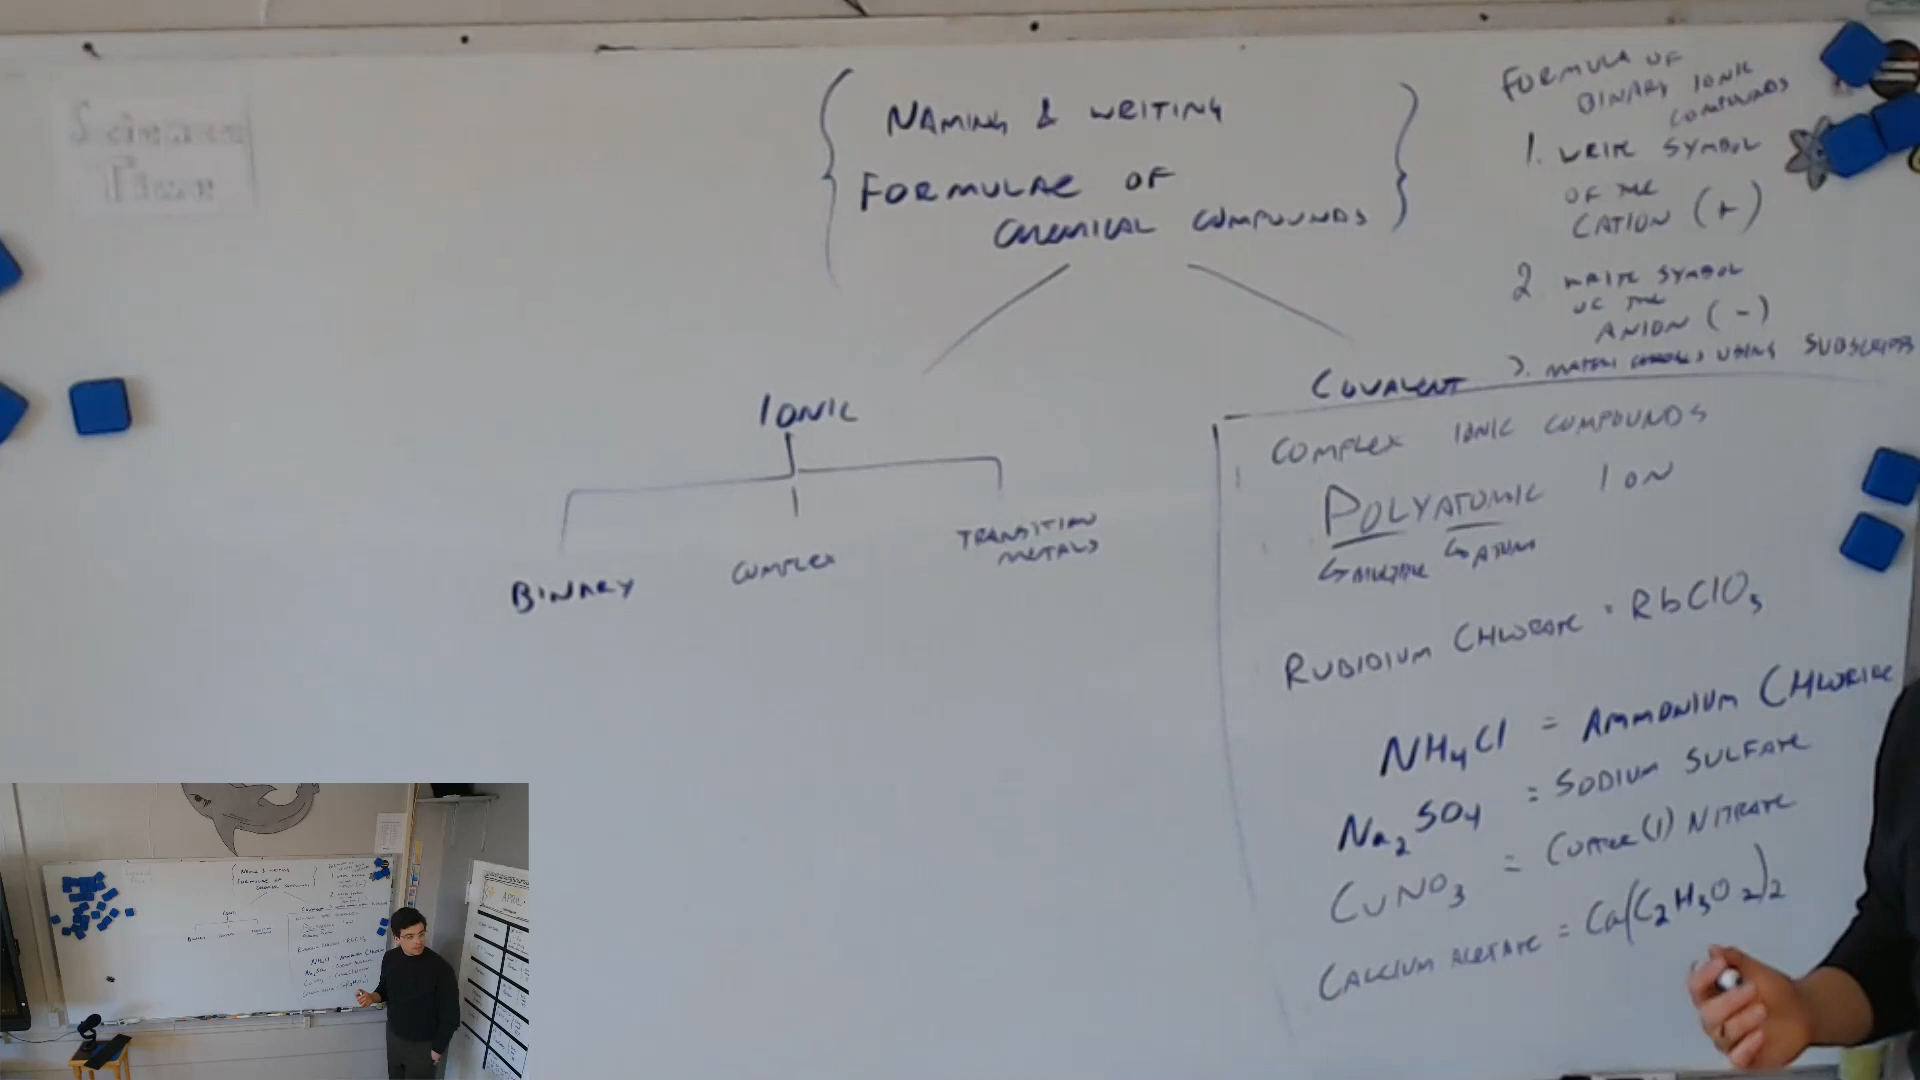 NAMING & WRITING
FORMULAE OF
CHEMICAL COMPOUNDS
IONIC
BINARY
COMPLEX
TRANSITION
METALS
COVALENT
FORMULA OF
BINARY IONIC
COMPOUNDS
1. WRITE SYMBOL
OF THE
CATION (+)
2 WRITE SYMBOL
OF THE
ANION (-)
3. MATCH CHARGES USING SUBSCRIPTS
COMPLEX IONIC COMPOUNDS
POLYATOMIC ION
↳ MULTIPLE ↳ ATOMS
RUBIDIUM CHLORATE · RbClO₃
NH₄Cl = AMMONIUM CHLORIDE
Na₂SO₄ = SODIUM SULFATE
CuNO₃ = COPPER(I) NITRATE
CALCIUM ACETATE = Ca(C₂H₃O₂)₂